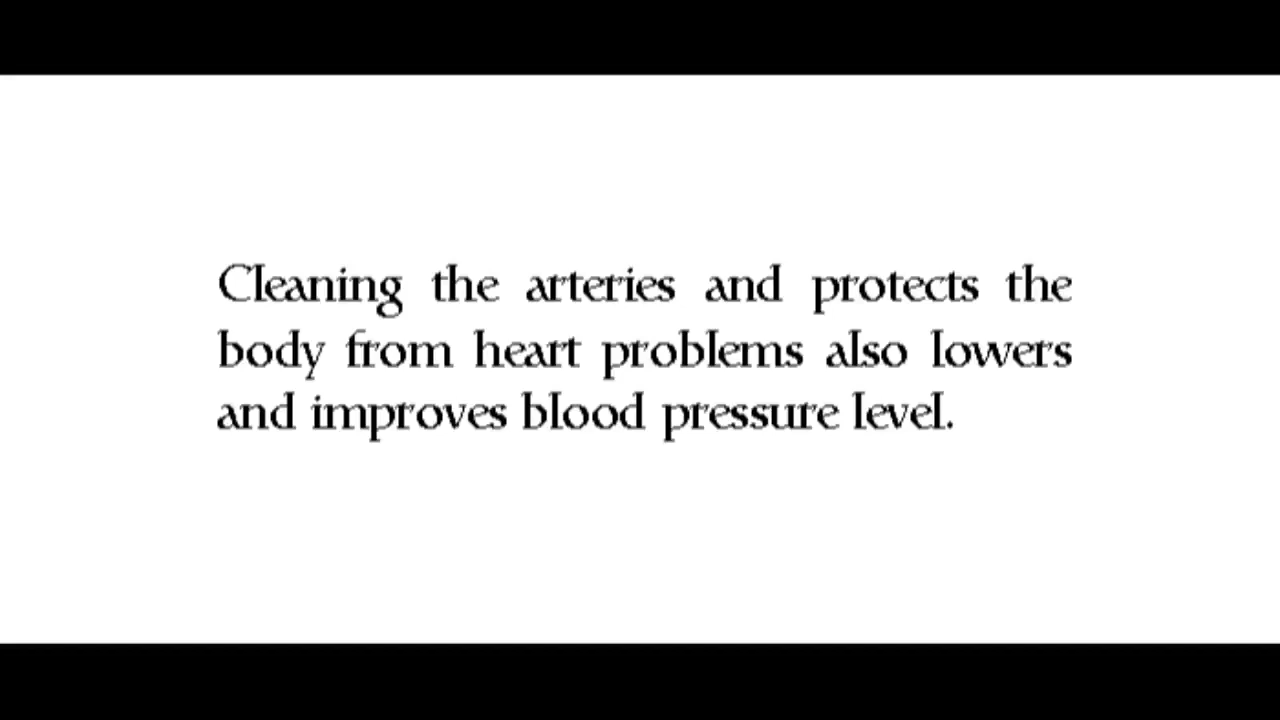 Cleaning the arteries and protects the
body from heart problems also lowers
and improves blood pressure level.